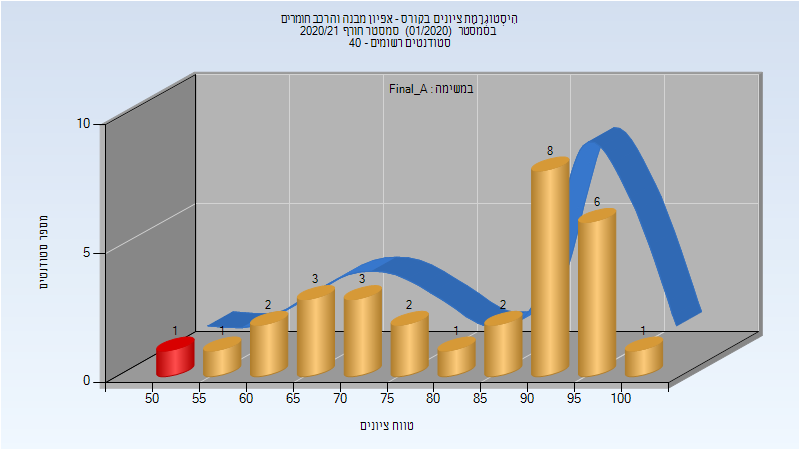 היסטוגרמת ציונים בקורס - אפיון מבנה והרכב חומרים
בסמסטר (01/2020) סמסטר חורף 2020/21
סטודנטים רשומים - 40
במשימה : Final_A
10
5
0
מספר סטודנטים
1 1 2 3 3 2 1 2 8 6 1
50 55 60 65 70 75 80 85 90 95 100
טווח ציונים